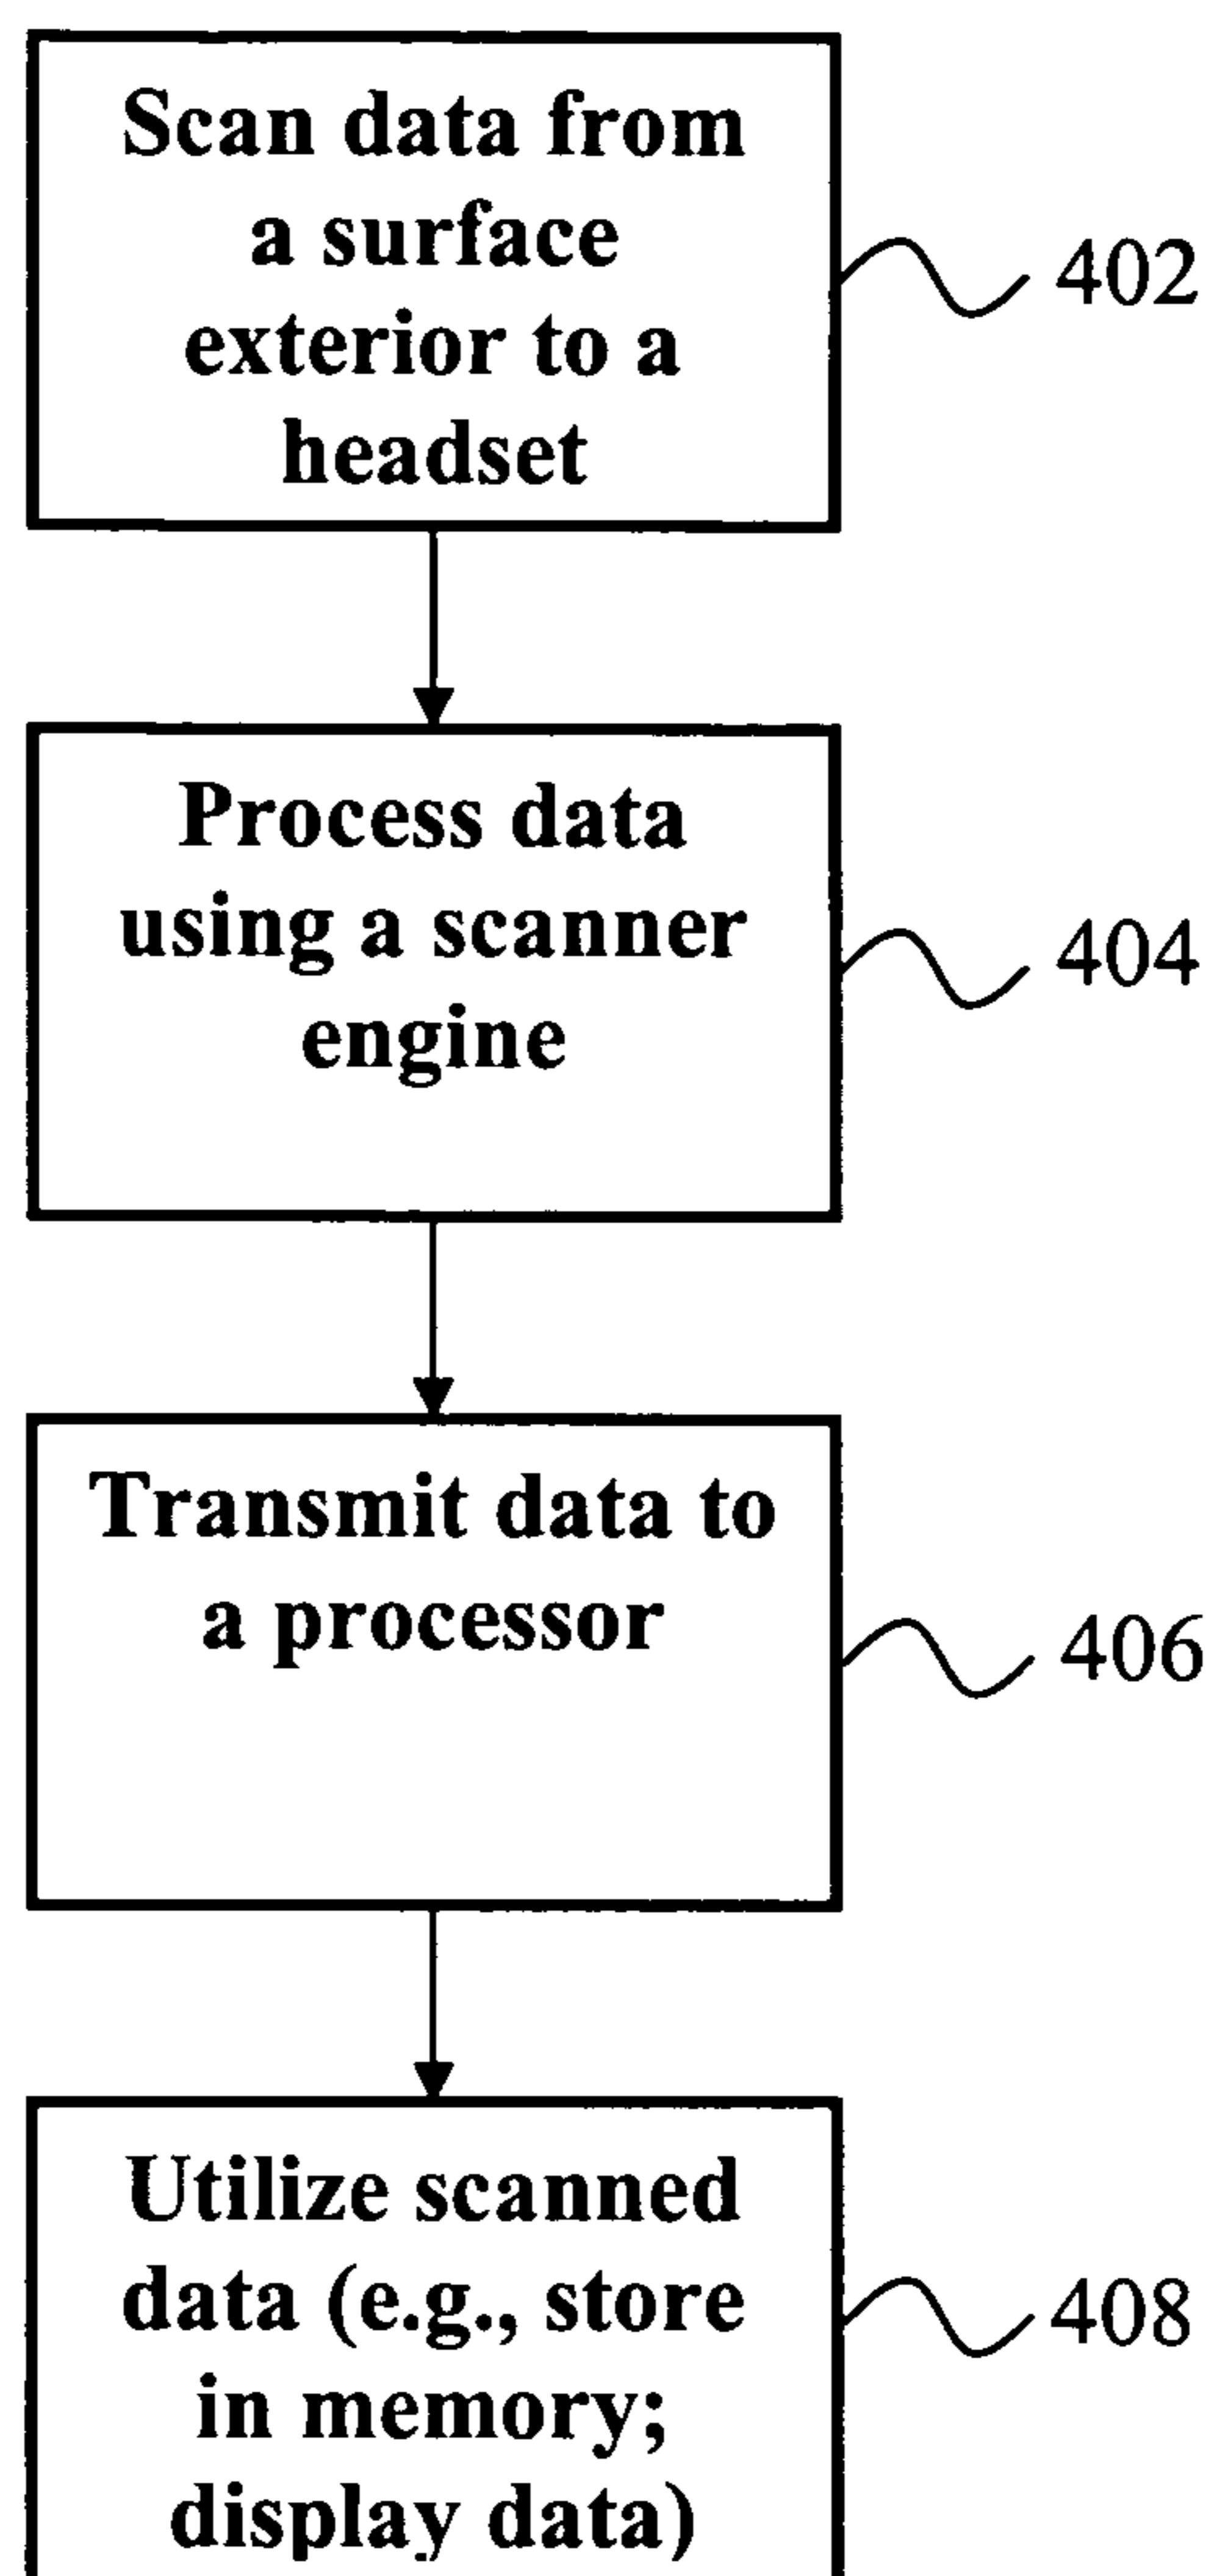 Scan data from
a surface
exterior to a
headset
402
Process data
using a scanner
engine
404
Transmit data to
a processor
406
Utilize scanned
data (e.g., store
in memory;
display data)
408